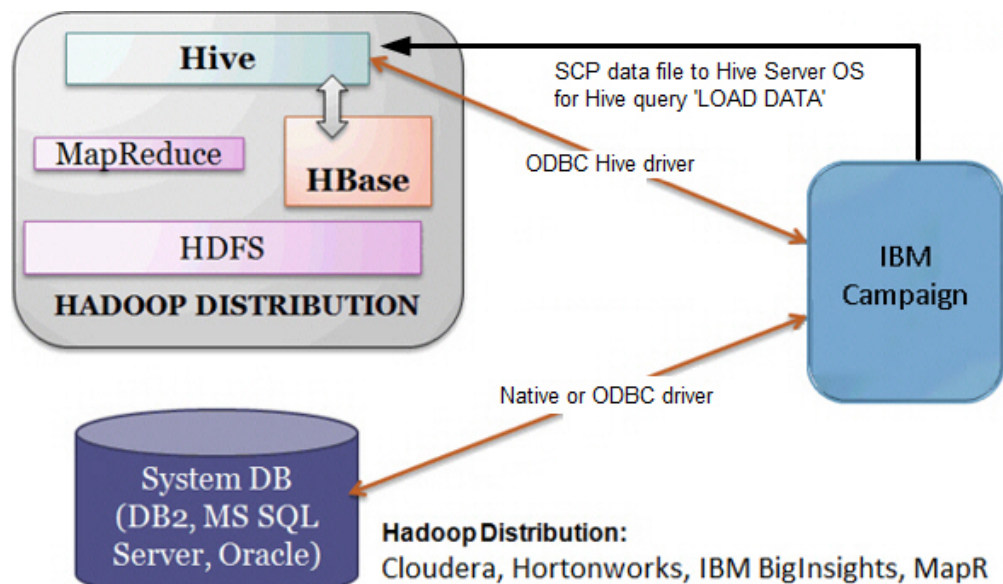 Hive
MapReduce
HBase
HDFS
HADOOP DISTRIBUTION
SCP data file to Hive Server OS
for Hive query 'LOAD DATA'
ODBC Hive driver
IBM
Campaign
Native or ODBC driver
System DB
(DB2, MS SQL
Server, Oracle)
Hadoop Distribution:
Cloudera, Hortonworks, IBM BigInsights, MapR